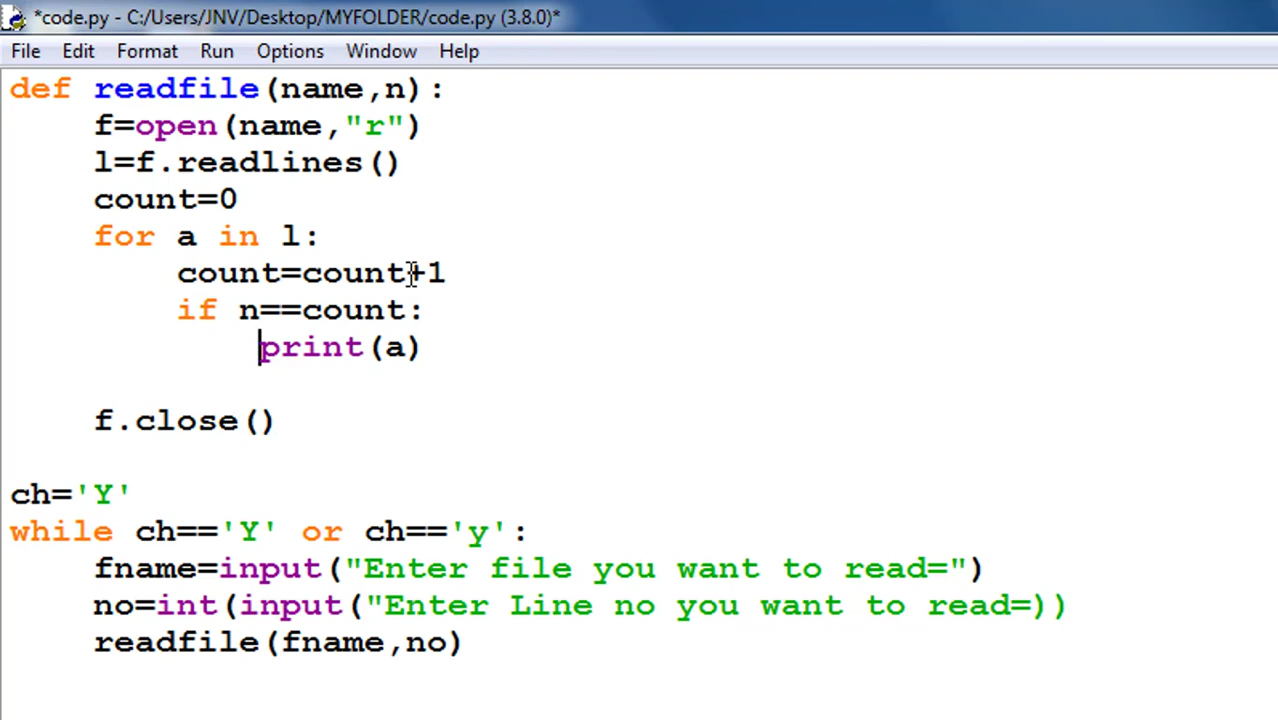 *code.py - C:/Users/JNV/Desktop/MYFOLDER/code.py (3.8.0)*
File Edit Format Run Options Window Help
def readfile(name,n):
    f=open(name,"r")
    l=f.readlines()
    count=0
    for a in l:
        count=count+1
        if n==count:
            print(a)
    f.close()
ch='Y'
while ch=='Y' or ch=='y':
    fname=input("Enter file you want to read=")
    no=int(input("Enter Line no you want to read=))
    readfile(fname,no)